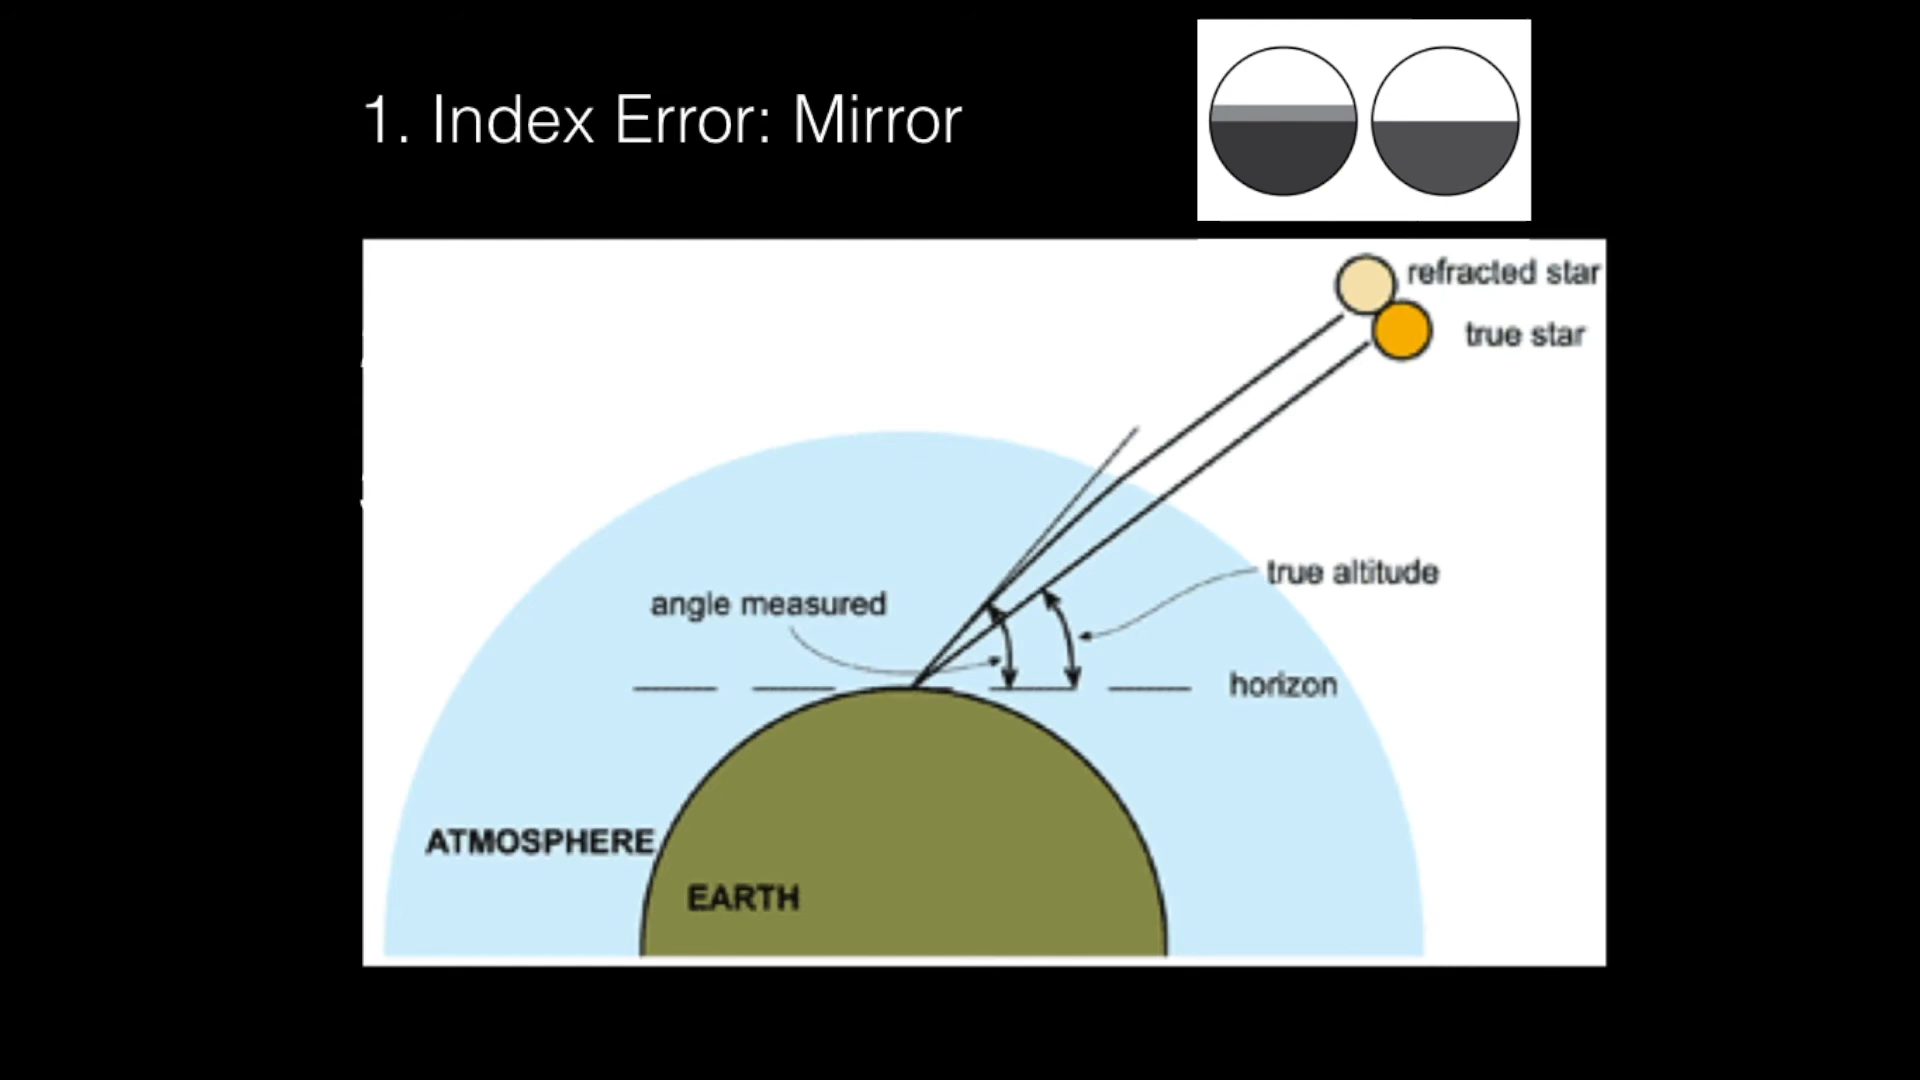 1. Index Error: Mirror
refracted star
true star
true altitude
angle measured
horizon
ATMOSPHERE
EARTH